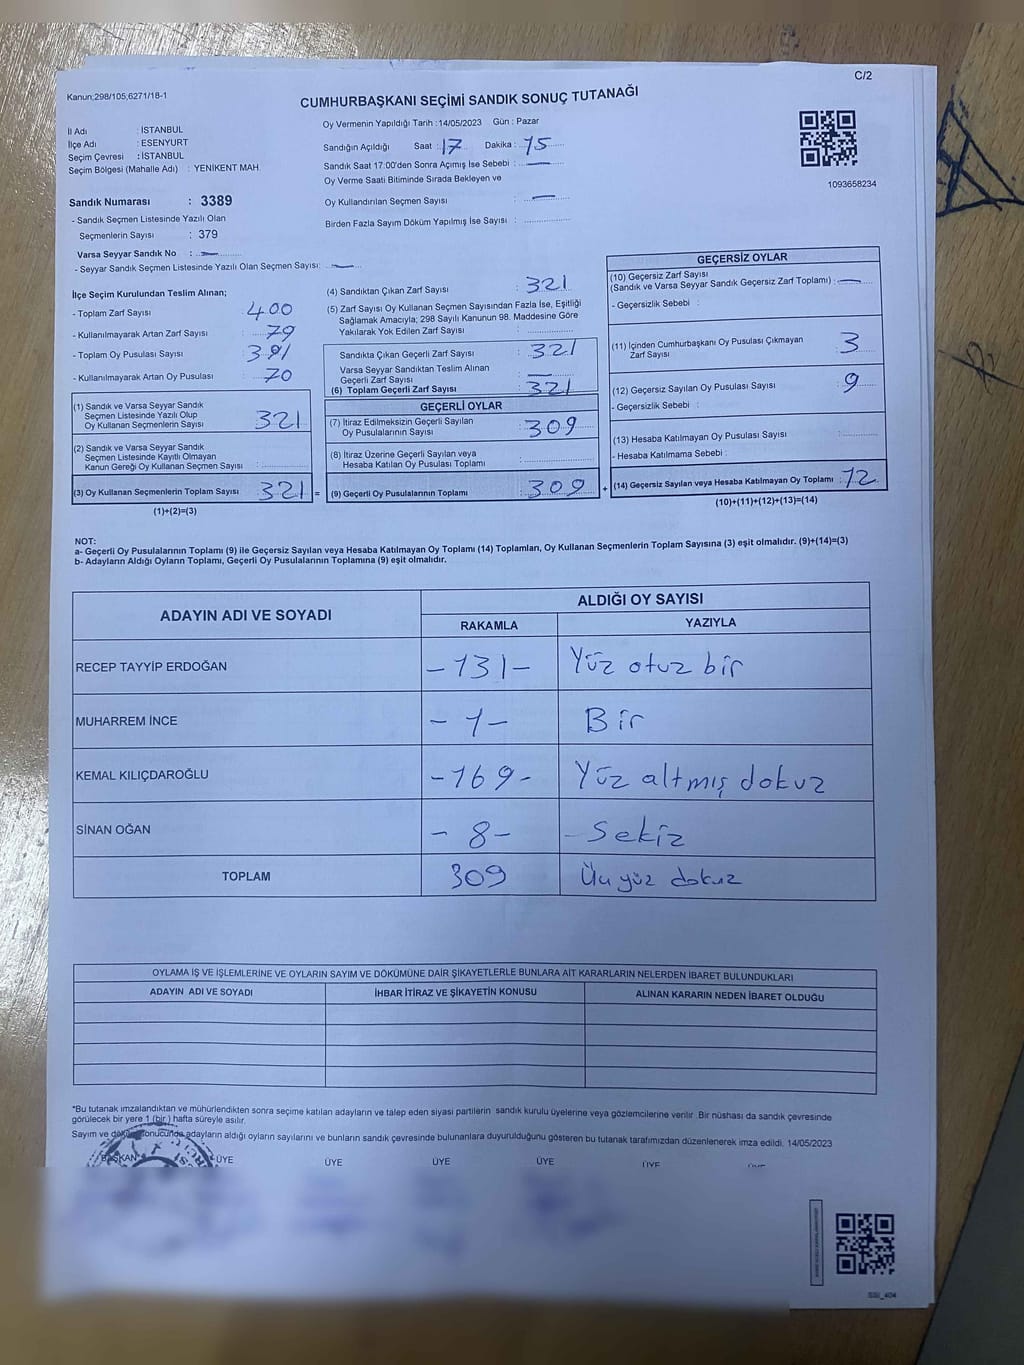 C/2
Kanun:298/105,6271/18-1
CUMHURBAŞKANI SEÇİMİ SANDIK SONUÇ TUTANAĞI
İl Adı : İSTANBUL
İlçe Adı : ESENYURT
Seçim Çevresi : İSTANBUL
Seçim Bölgesi (Mahalle Adı) : YENİKENT MAH.
Oy Vermenin Yapıldığı Tarih :14/05/2023 Gün : Pazar
Sandığın Açıldığı Saat : 17 Dakika : 15
Sandık Saat 17:00'den Sonra Açımış İse Sebebi : —
Oy Verme Saati Bitiminde Sırada Bekleyen ve
Oy Kullandırılan Seçmen Sayısı : —
Birden Fazla Sayım Döküm Yapılmış İse Sayısı :
1093658234
Sandık Numarası : 3389
- Sandık Seçmen Listesinde Yazılı Olan
Seçmenlerin Sayısı : 379
Varsa Seyyar Sandık No : —
- Seyyar Sandık Seçmen Listesinde Yazılı Olan Seçmen Sayısı: —
İlçe Seçim Kurulundan Teslim Alınan;
- Toplam Zarf Sayısı : 400
- Kullanılmayarak Artan Zarf Sayısı : 79
- Toplam Oy Pusulası Sayısı : 391
- Kullanılmayarak Artan Oy Pusulası : 70
(1) Sandık ve Varsa Seyyar Sandık
Seçmen Listesinde Yazılı Olup
Oy Kullanan Seçmenlerin Sayısı : 321
(2) Sandık ve Varsa Seyyar Sandık
Seçmen Listesinde Kayıtlı Olmayan
Kanun Gereği Oy Kullanan Seçmen Sayısı :
(3) Oy Kullanan Seçmenlerin Toplam Sayısı : 321 =
(1)+(2)=(3)
(4) Sandıktan Çıkan Zarf Sayısı : 321
(5) Zarf Sayısı Oy Kullanan Seçmen Sayısından Fazla İse, Eşitliği
Sağlamak Amacıyla; 298 Sayılı Kanunun 98. Maddesine Göre
Yakılarak Yok Edilen Zarf Sayısı :
Sandıkta Çıkan Geçerli Zarf Sayısı : 321
Varsa Seyyar Sandıktan Teslim Alınan
Geçerli Zarf Sayısı : —
(6) Toplam Geçerli Zarf Sayısı : 321
GEÇERLİ OYLAR
(7) İtiraz Edilmeksizin Geçerli Sayılan
Oy Pusulalarının Sayısı : 309
(8) İtiraz Üzerine Geçerli Sayılan veya
Hesaba Katılan Oy Pusulası Toplamı :
(9) Geçerli Oy Pusulalarının Toplamı : 309 +
GEÇERSİZ OYLAR
(10) Geçersiz Zarf Sayısı
(Sandık ve Varsa Seyyar Sandık Geçersiz Zarf Toplamı) : —
- Geçersizlik Sebebi :
(11) İçinden Cumhurbaşkanı Oy Pusulası Çıkmayan
Zarf Sayısı : 3
(12) Geçersiz Sayılan Oy Pusulası Sayısı : 9
- Geçersizlik Sebebi :
(13) Hesaba Katılmayan Oy Pusulası Sayısı :
- Hesaba Katılmama Sebebi :
(14) Geçersiz Sayılan veya Hesaba Katılmayan Oy Toplamı : 12
(10)+(11)+(12)+(13)=(14)
NOT:
a- Geçerli Oy Pusulalarının Toplamı (9) ile Geçersiz Sayılan veya Hesaba Katılmayan Oy Toplamı (14) Toplamları, Oy Kullanan Seçmenlerin Toplam Sayısına (3) eşit olmalıdır. (9)+(14)=(3)
b- Adayların Aldığı Oyların Toplamı, Geçerli Oy Pusulalarının Toplamına (9) eşit olmalıdır.
ADAYIN ADI VE SOYADI ALDIĞI OY SAYISI
RAKAMLA YAZIYLA
RECEP TAYYİP ERDOĞAN -131- Yüz otuz bir
MUHARREM İNCE -1- Bir
KEMAL KILIÇDAROĞLU -169- Yüz altmış dokuz
SİNAN OĞAN -8- -Sekiz
TOPLAM 309 Üç yüz dokuz
OYLAMA İŞ VE İŞLEMLERİNE VE OYLARIN SAYIM VE DÖKÜMÜNE DAİR ŞİKAYETLERLE BUNLARA AİT KARARLARIN NELERDEN İBARET BULUNDUKLARI
ADAYIN ADI VE SOYADI İHBAR İTİRAZ VE ŞİKAYETİN KONUSU ALINAN KARARIN NEDEN İBARET OLDUĞU
*Bu tutanak imzalandıktan ve mühürlendikten sonra seçime katılan adayların ve talep eden siyasi partilerin sandık kurulu üyelerine veya gözlemcilerine verilir. Bir nüshası da sandık çevresinde
görülecek bir yere 1 (bir) hafta süreyle asılır.
Sayım ve döküm sonucunda adayların aldığı oyların sayılarını ve bunların sandık çevresinde bulunanlara duyurulduğunu gösteren bu tutanak tarafımızdan düzenlenerek imza edildi. 14/05/2023
BAŞKAN ÜYE ÜYE ÜYE ÜYE ÜYE
SSI_404